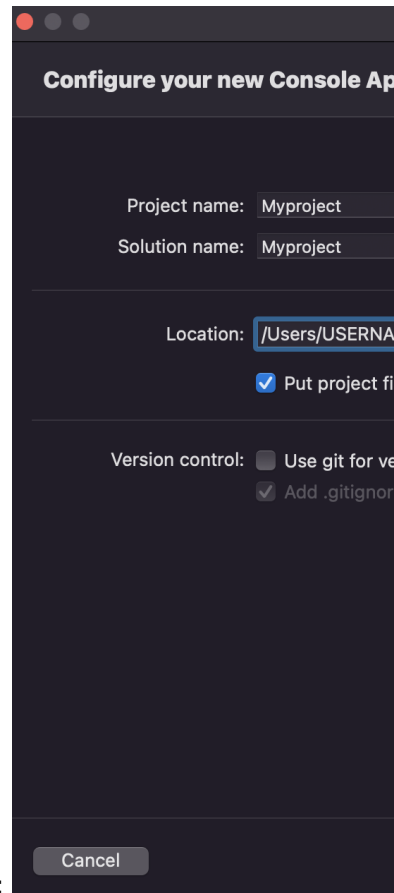 Configure your new Console Ap
Project name: Myproject
Solution name: Myproject
Location: /Users/USERNA
Put project fi
Version control: Use git for ve
Add .gitignor
Cancel
: